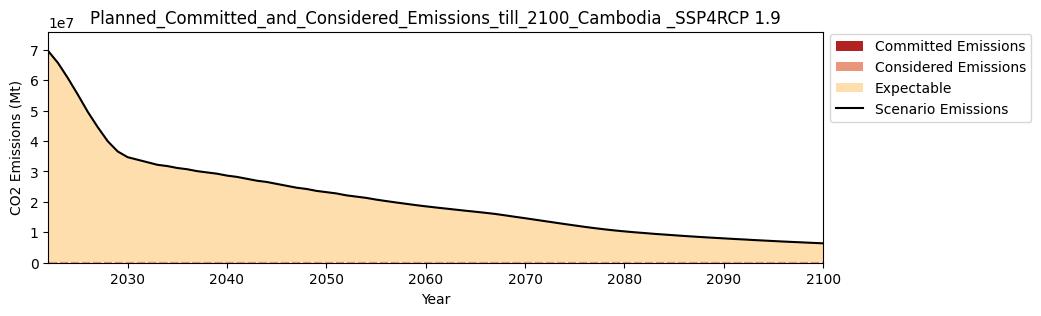 Planned_Committed_and_Considered_Emissions_till_2100_Cambodia _SSP4RCP 1.9
1e7
7
6
5
4
3
2
1
0
CO2 Emissions (Mt)
2030 2040 2050 2060 2070 2080 2090 2100
Year
Committed Emissions
Considered Emissions
Expectable
Scenario Emissions